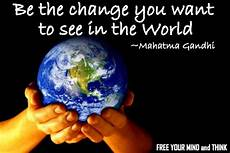 Be the change you want
to see in the World
~Mahatma Gandhi
FREE YOUR MIND and THINK